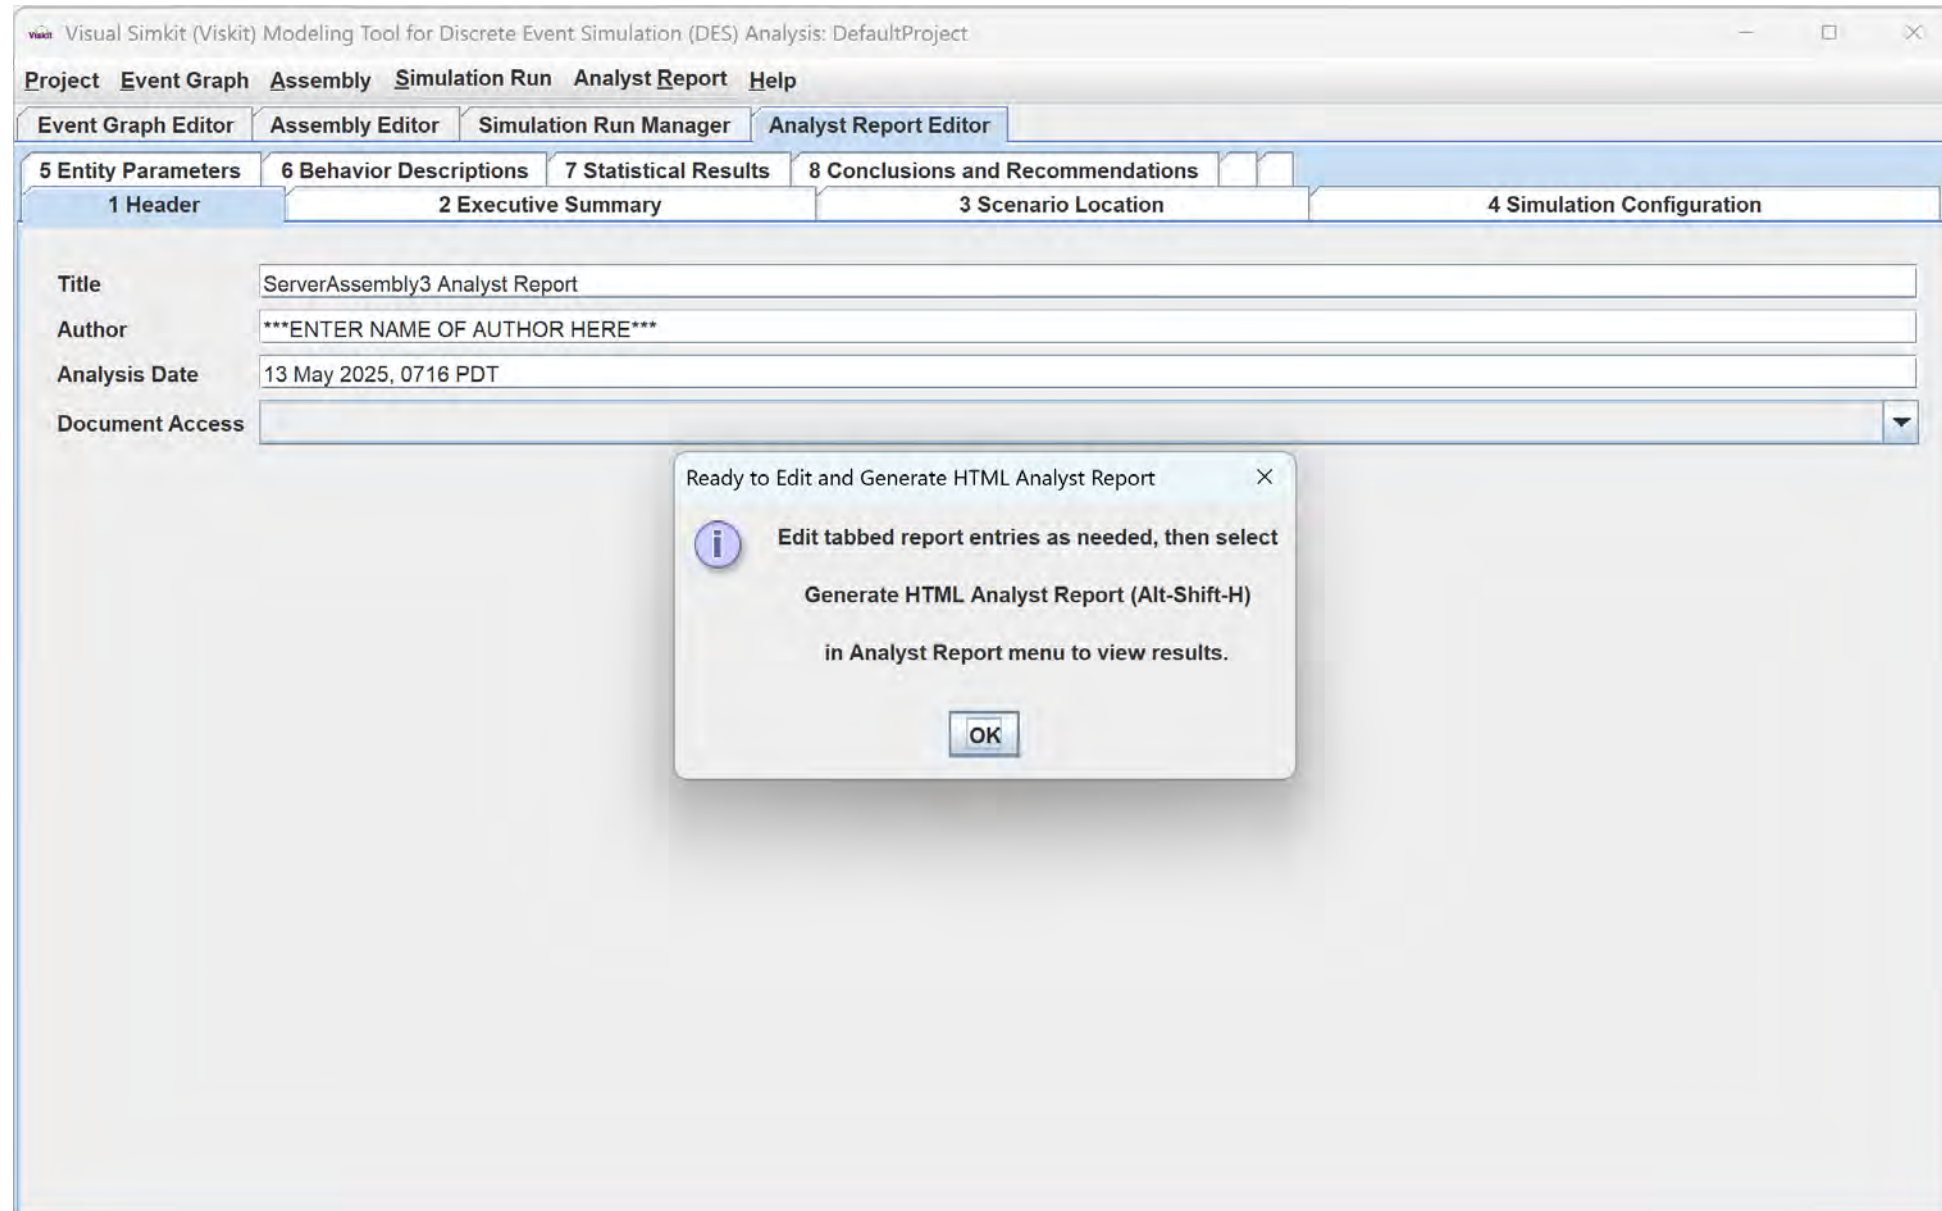 Viskit Visual Simkit (Viskit) Modeling Tool for Discrete Event Simulation (DES) Analysis: DefaultProject
Project Event Graph Assembly Simulation Run Analyst Report Help
Event Graph Editor Assembly Editor Simulation Run Manager Analyst Report Editor
5 Entity Parameters 6 Behavior Descriptions 7 Statistical Results 8 Conclusions and Recommendations
1 Header 2 Executive Summary 3 Scenario Location 4 Simulation Configuration
Title ServerAssembly3 Analyst Report
Author ***ENTER NAME OF AUTHOR HERE***
Analysis Date 13 May 2025, 0716 PDT
Document Access
Ready to Edit and Generate HTML Analyst Report
i
Edit tabbed report entries as needed, then select
Generate HTML Analyst Report (Alt-Shift-H)
in Analyst Report menu to view results.
OK